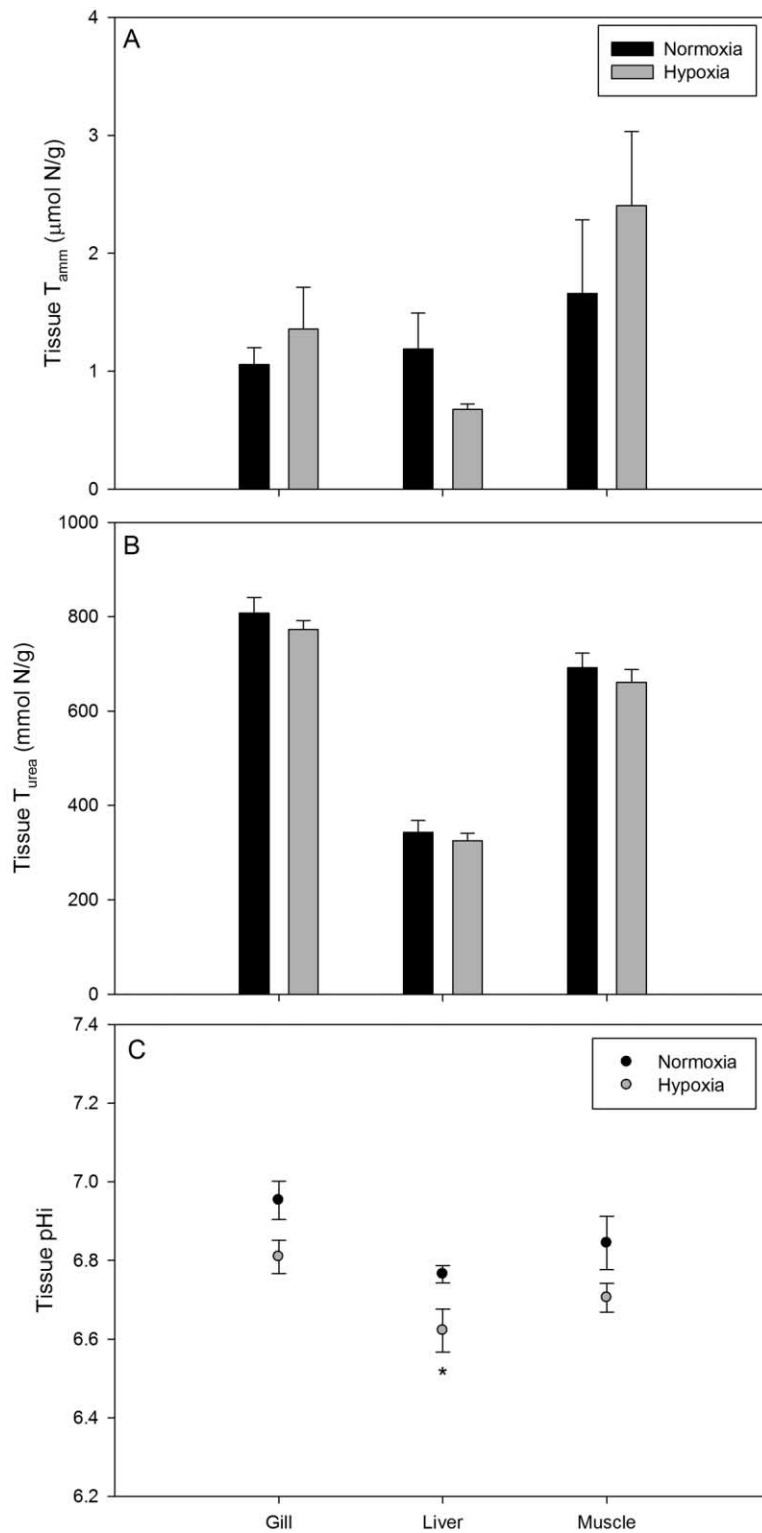 A
Normoxia
Hypoxia
4
3
2
1
0
Tissue T_amm (µmol N/g)
B
1000
800
600
400
200
0
Tissue T_urea (mmol N/g)
C
Normoxia
Hypoxia
7.4
7.2
7.0
6.8
6.6
6.4
6.2
Tissue pHi
*
Gill Liver Muscle